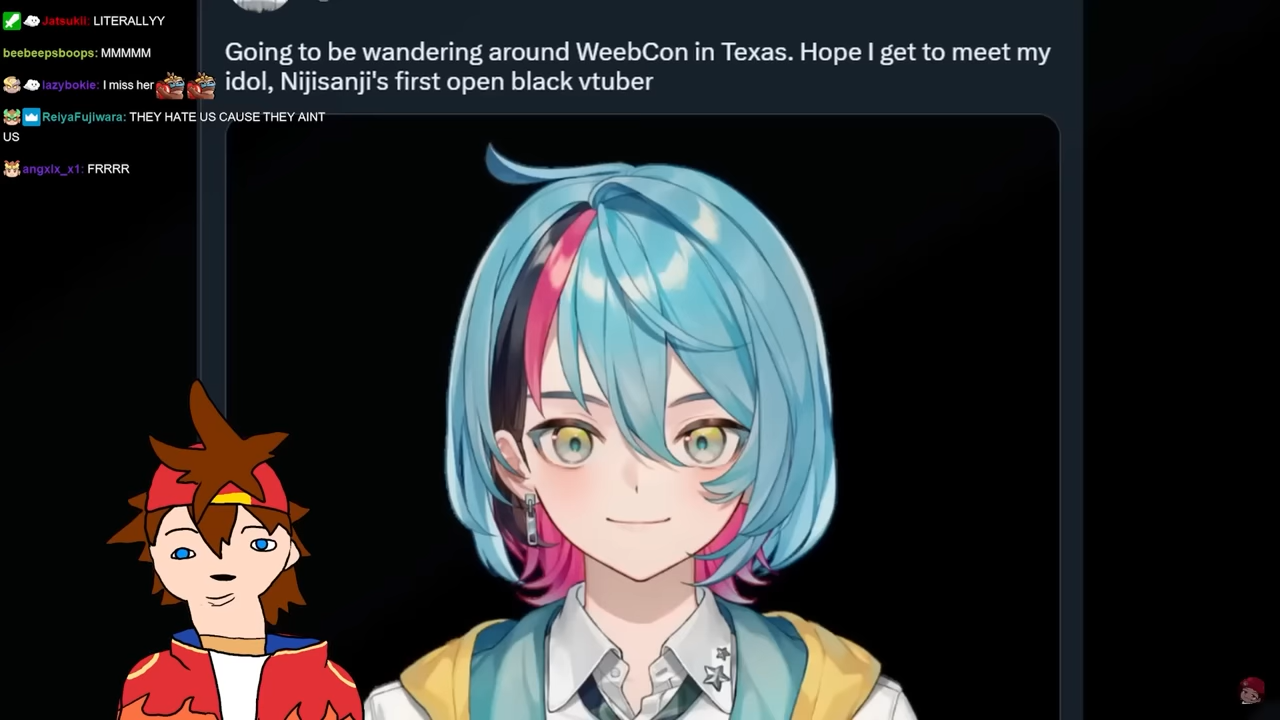 Jatsukii: LITERALLYY
beebeepsboops: MMMMM
lazybokie: I miss her
ReiyaFujiwara: THEY HATE US CAUSE THEY AINT
US
angxlx_x1: FRRRR
Going to be wandering around WeebCon in Texas. Hope I get to meet my
idol, Nijisanji's first open black vtuber